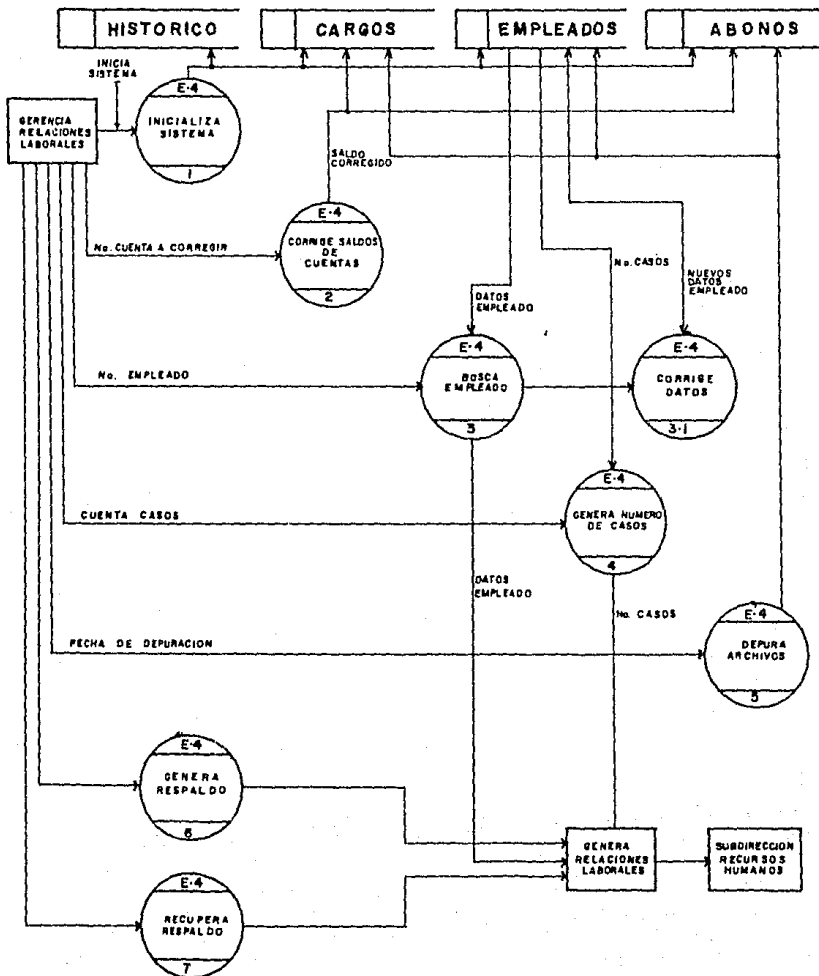 HISTORICO
CARGOS
EMPLEADOS
ABONOS
INICIA
SISTEMA
GERENCIA
RELACIONES
LABORALES
E-4
INICIALIZA
SISTEMA
1
SALDO
CORREGIDO
E-4
CORRIGE SALDOS
DE
CUENTAS
2
No. CUENTA A CORREGIR
No. CASOS
NUEVOS
DATOS
EMPLEADO
DATOS
EMPLEADO
E-4
BUSCA
EMPLEADO
3
E-4
CORRIGE
DATOS
3-1
No. EMPLEADO
E-4
GENERA NUMERO
DE CASOS
4
CUENTA CASOS
DATOS
EMPLEADO
No. CASOS
E-4
DEPURA
ARCHIVOS
5
FECHA DE DEPURACION
E-4
GENERA
RESPALDO
6
GENERA
RELACIONES
LABORALES
SUBDIRECCION
RECURSOS
HUMANOS
E-4
RECUPERA
RESPALDO
7